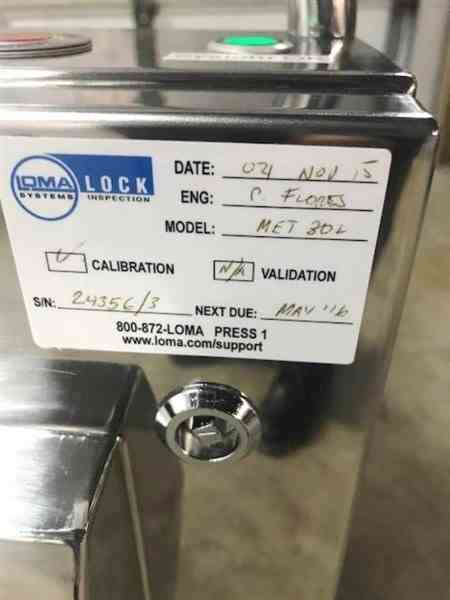 LOMA SYSTEMS LOCK INSPECTION
DATE: 04 NOV 15
ENG: C. FLORES
MODEL: MET 30+
✓ CALIBRATION N/A VALIDATION
S/N: 24356/3 NEXT DUE: MAY '16
800-872-LOMA PRESS 1
www.loma.com/support